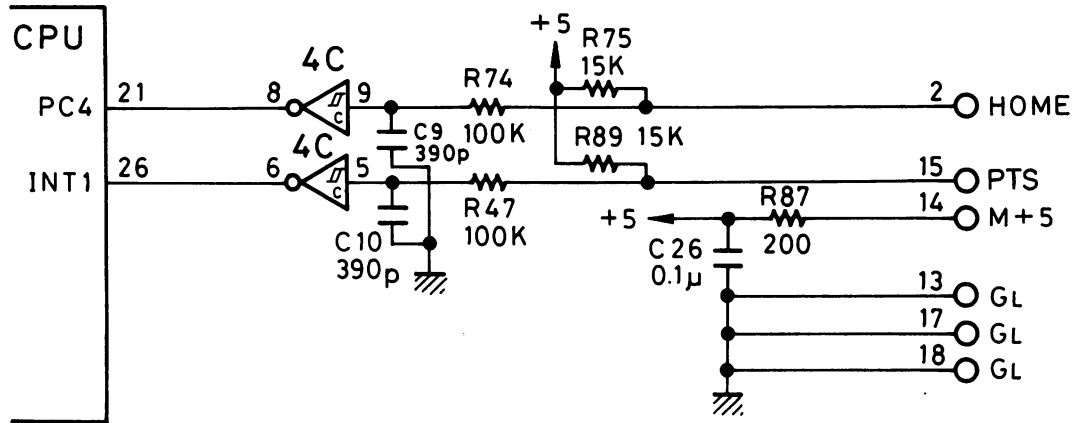 CPU
+5
R75
15K
4C
R74
PC4
21
8
9
2
HOME
C
C9
390p
100K
R89
15K
4C
INT1
26
6
5
15
PTS
C
R47
100K
R87
14
M+5
+5
200
C10
390p
C26
0.1μ
13
GL
17
GL
18
GL